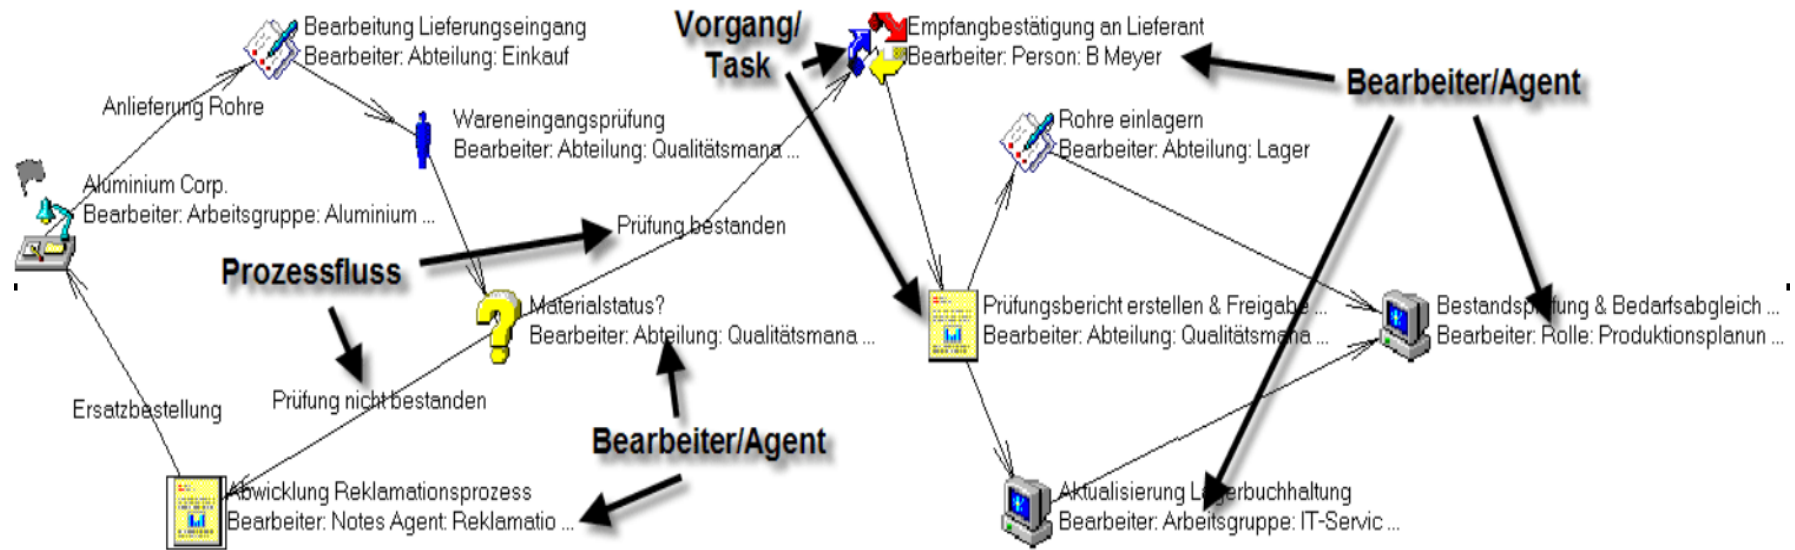 Bearbeitung Lieferungseingang
Bearbeiter: Abteilung: Einkauf
Vorgang/
Task
Empfangbestätigung an Lieferant
Bearbeiter: Person: B Meyer
Bearbeiter/Agent
Anlieferung Rohre
Wareneingangsprüfung
Bearbeiter: Abteilung: Qualitätsmana ...
Rohre einlagern
Bearbeiter: Abteilung: Lager
Aluminium Corp.
Bearbeiter: Arbeitsgruppe: Aluminium ...
Prüfung bestanden
Prozessfluss
Materialstatus?
Bearbeiter: Abteilung: Qualitätsmana ...
Prüfungsbericht erstellen & Freigabe ...
Bearbeiter: Abteilung: Qualitätsmana ...
Bestandsprüfung & Bedarfsabgleich ...
Bearbeiter: Rolle: Produktionsplanun ...
Ersatzbestellung
Prüfung nicht bestanden
Bearbeiter/Agent
Abwicklung Reklamationsprozess
Bearbeiter: Notes Agent: Reklamatio ...
Aktualisierung Lagerbuchhaltung
Bearbeiter: Arbeitsgruppe: IT-Servic ...